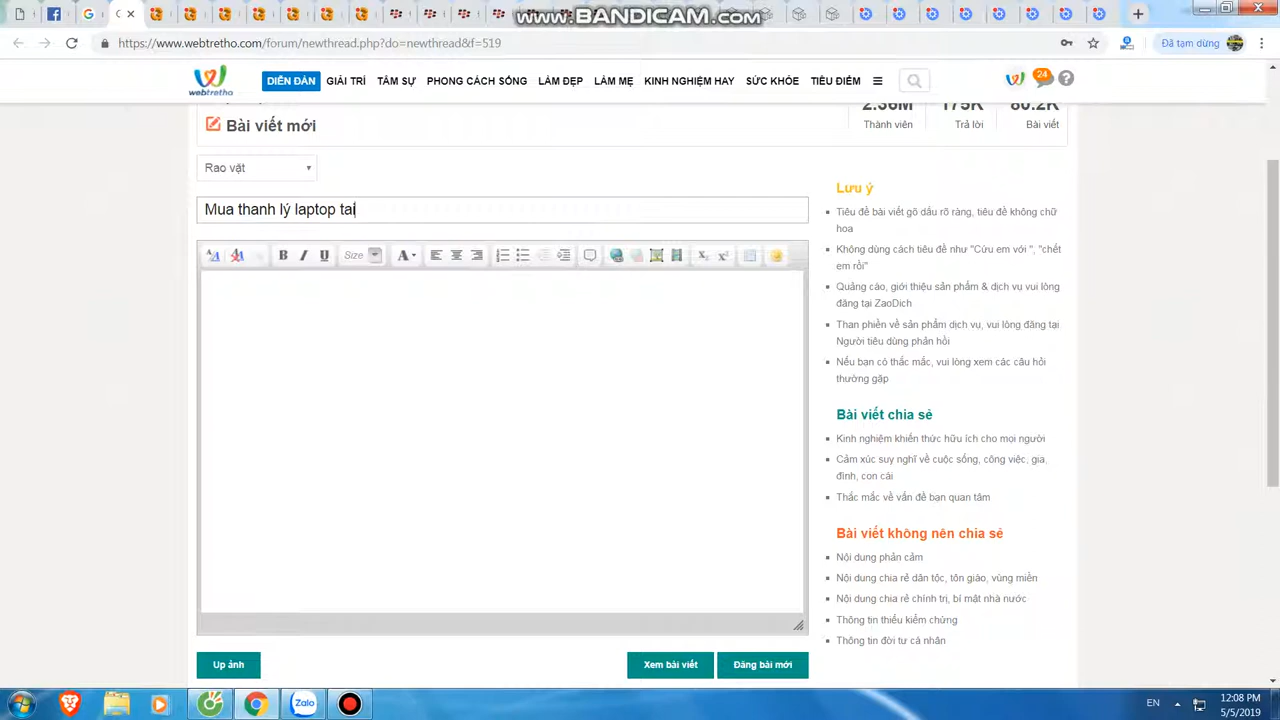 www.BANDICAM.com
https://www.webtretho.com/forum/newthread.php?do=newthread&f=519
Đã tạm dừng
webtretho
DIỄN ĐÀN GIẢI TRÍ TÂM SỰ PHONG CÁCH SỐNG LÀM ĐẸP LÀM MẸ KINH NGHIỆM HAY SỨC KHỎE TIÊU ĐIỂM
24
Bài viết mới
2.36M 175K 80.2K
Thành viên Trả lời Bài viết
Rao vặt
Mua thanh lý laptop tai
Size
Up ảnh
Xem bài viết
Đăng bài mới
Lưu ý
Tiêu đề bài viết gõ dấu rõ ràng, tiêu đề không chữ
hoa
Không dùng cách tiêu đề như "Cứu em với ", "chết
em rồi"
Quảng cáo, giới thiệu sản phẩm & dịch vụ vui lòng
đăng tại ZaoDich
Than phiền về sản phẩm dịch vụ, vui lòng đăng tại
Người tiêu dùng phản hồi
Nếu bạn có thắc mắc, vui lòng xem các câu hỏi
thường gặp
Bài viết chia sẻ
Kinh nghiệm khiến thức hữu ích cho mọi người
Cảm xúc suy nghĩ về cuộc sống, công việc, gia
đình, con cái
Thắc mắc về vấn đề bạn quan tâm
Bài viết không nên chia sẻ
Nội dung phản cảm
Nội dung chia rẽ dân tộc, tôn giáo, vùng miền
Nội dung chia rẽ chính trị, bí mật nhà nước
Thông tin thiếu kiểm chứng
Thông tin đời tư cá nhân
Zalo
EN
12:08 PM
5/5/2019